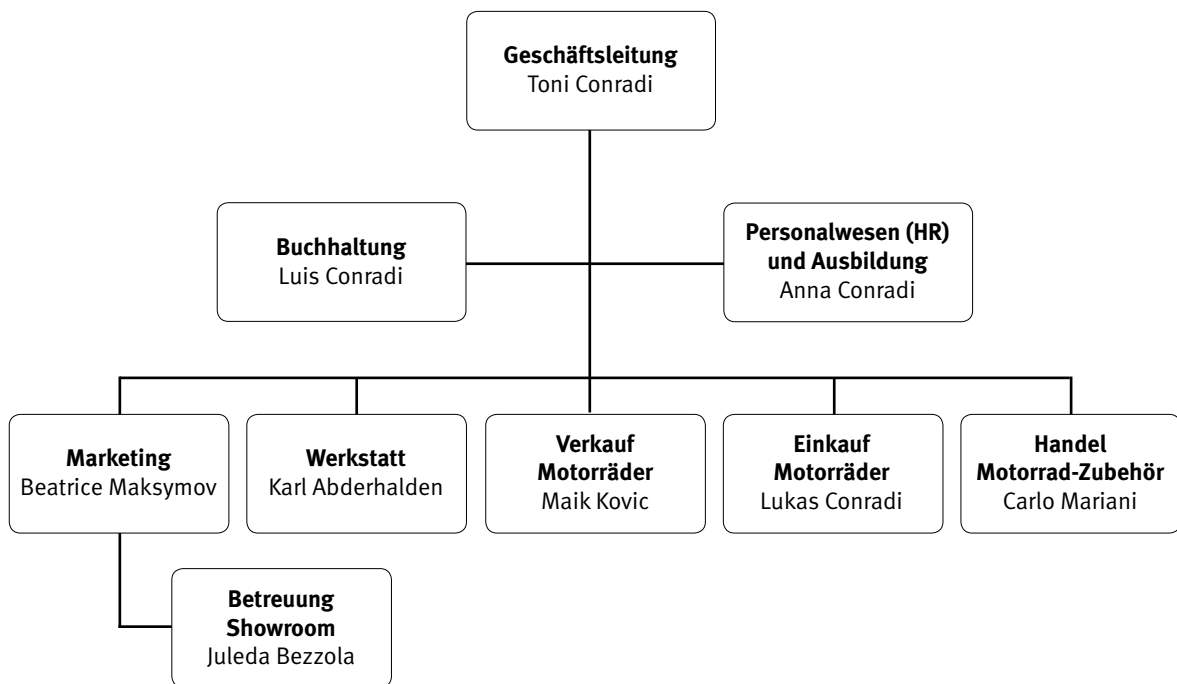 Geschäftsleitung
Toni Conradi
Buchhaltung
Luis Conradi
Personalwesen (HR)
und Ausbildung
Anna Conradi
Marketing
Beatrice Maksymov
Werkstatt
Karl Abderhalden
Verkauf
Motorräder
Maik Kovic
Einkauf
Motorräder
Lukas Conradi
Handel
Motorrad-Zubehör
Carlo Mariani
Betreuung
Showroom
Juleda Bezzola